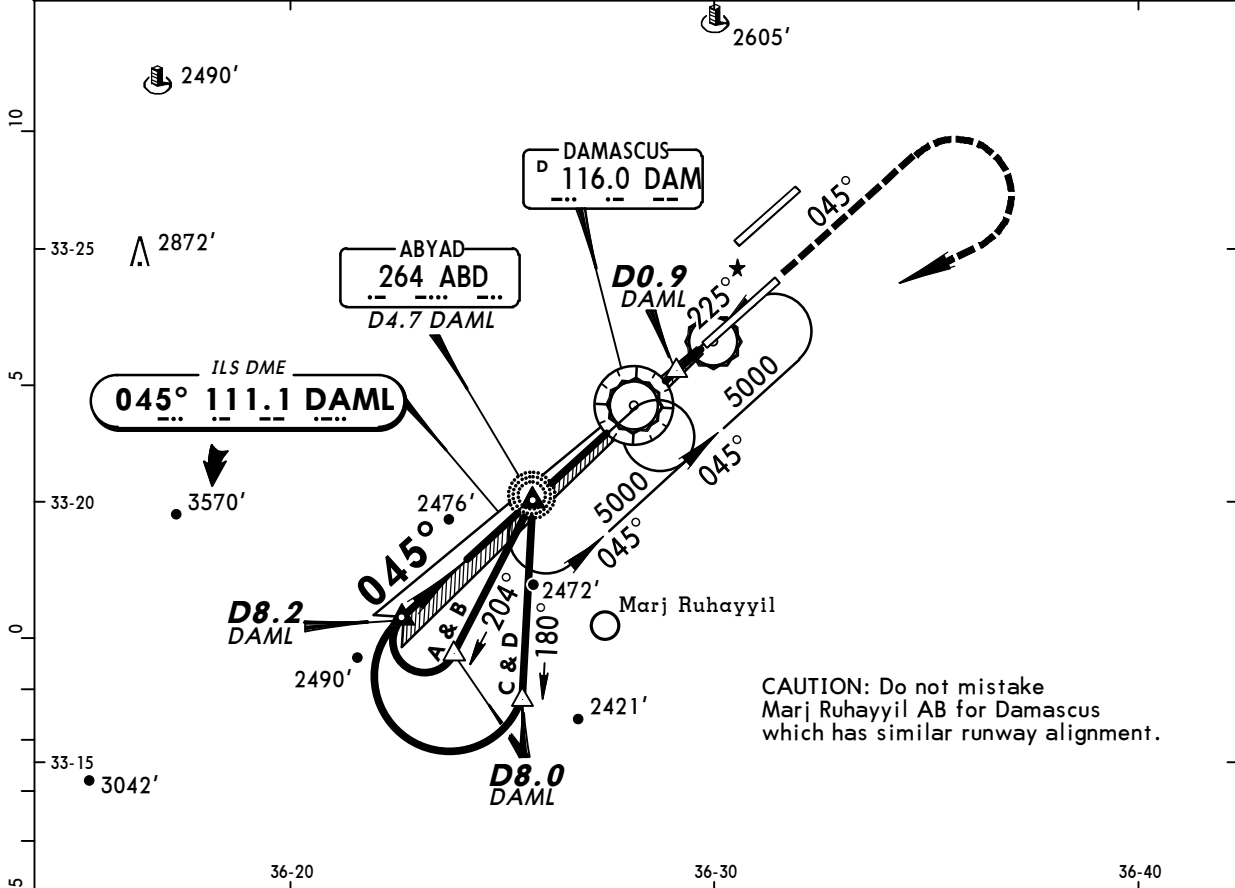 2605'
2490'
10
DAMASCUS
D 116.0 DAM
045°
2872'
33-25
ABYAD
264 ABD
D4.7 DAML
D0.9
DAML
225°
ILS DME
045° 111.1 DAML
5
5000
045°
3570'
33-20
2476'
5000
045°
045°
2472'
Marj Ruhayyil
D8.2
DAML
204°
A & B
180°
C & D
0
2490'
2421'
CAUTION: Do not mistake
Marj Ruhayyil AB for Damascus
which has similar runway alignment.
33-15
D8.0
DAML
3042'
5
36-20
36-30
36-40